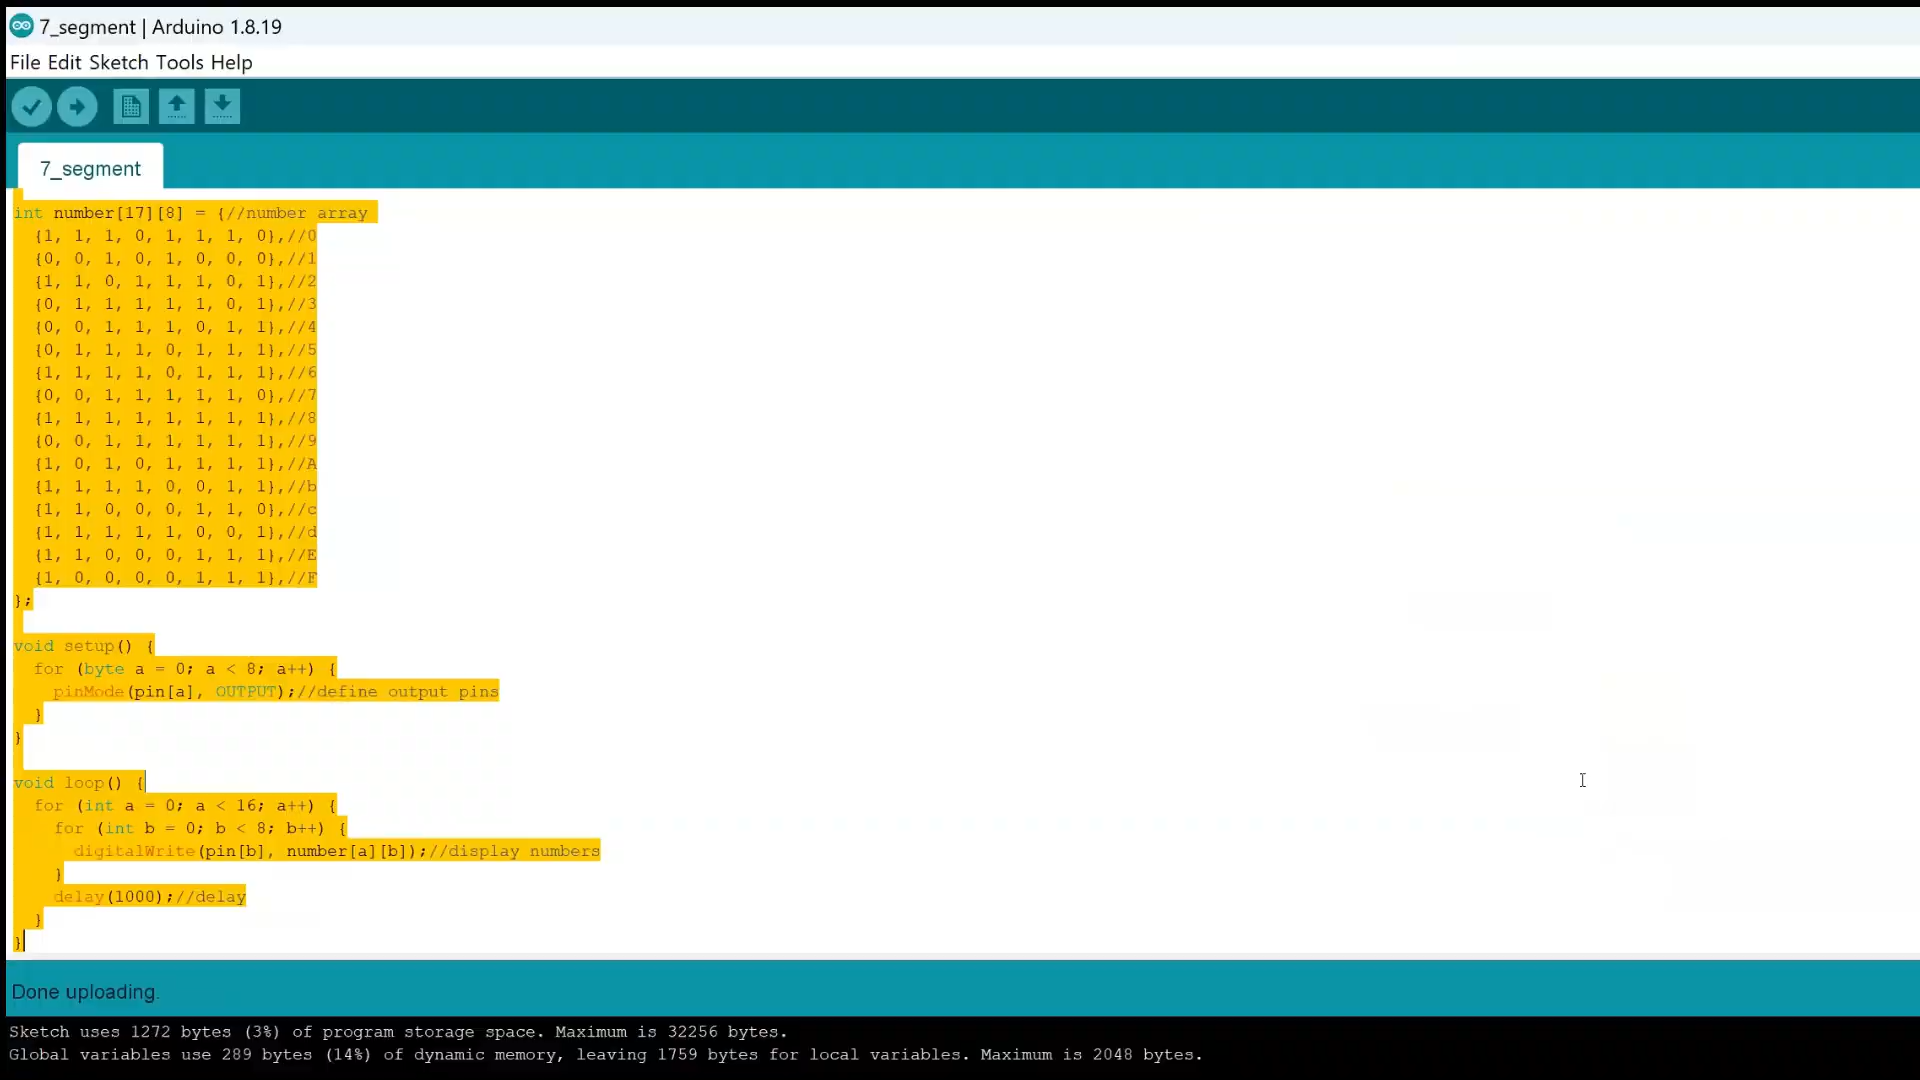 7_segment | Arduino 1.8.19
File Edit Sketch Tools Help
7_segment
int number[17][8] = {//number array
{1, 1, 1, 0, 1, 1, 1, 0},//0
{0, 0, 1, 0, 1, 0, 0, 0},//1
{1, 1, 0, 1, 1, 1, 0, 1},//2
{0, 1, 1, 1, 1, 1, 0, 1},//3
{0, 0, 1, 1, 1, 0, 1, 1},//4
{0, 1, 1, 1, 0, 1, 1, 1},//5
{1, 1, 1, 1, 0, 1, 1, 1},//6
{0, 0, 1, 1, 1, 1, 1, 0},//7
{1, 1, 1, 1, 1, 1, 1, 1},//8
{0, 0, 1, 1, 1, 1, 1, 1},//9
{1, 0, 1, 0, 1, 1, 1, 1},//A
{1, 1, 1, 1, 0, 0, 1, 1},//b
{1, 1, 0, 0, 0, 1, 1, 0},//c
{1, 1, 1, 1, 1, 0, 0, 1},//d
{1, 1, 0, 0, 0, 1, 1, 1},//E
{1, 0, 0, 0, 0, 1, 1, 1},//F
};
void setup() {
for (byte a = 0; a < 8; a++) {
pinMode(pin[a], OUTPUT);//define output pins
}
}
void loop() {
for (int a = 0; a < 16; a++) {
for (int b = 0; b < 8; b++) {
digitalWrite(pin[b], number[a][b]);//display numbers
}
delay(1000);//delay
}
}
Done uploading.
Sketch uses 1272 bytes (3%) of program storage space. Maximum is 32256 bytes.
Global variables use 289 bytes (14%) of dynamic memory, leaving 1759 bytes for local variables. Maximum is 2048 bytes.